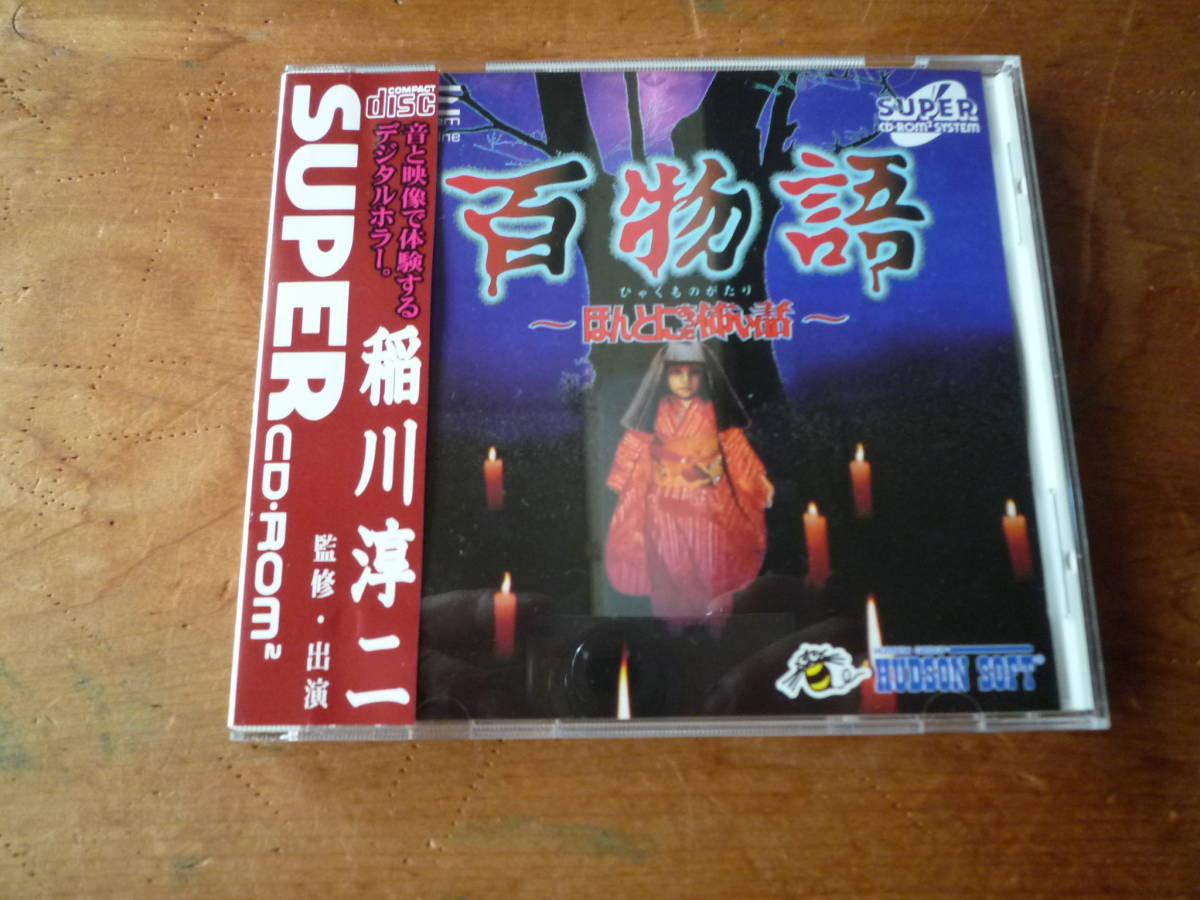 COMPACT
disc
SUPER CD・ROM²
音と映像で体験する
デジタルホラー。
稲川淳二
監修・出演
SUPER
CD-ROM² SYSTEM
百物語
ひゃくものがたり
～ほんとにあった怖い話～
HUDSON SOFT